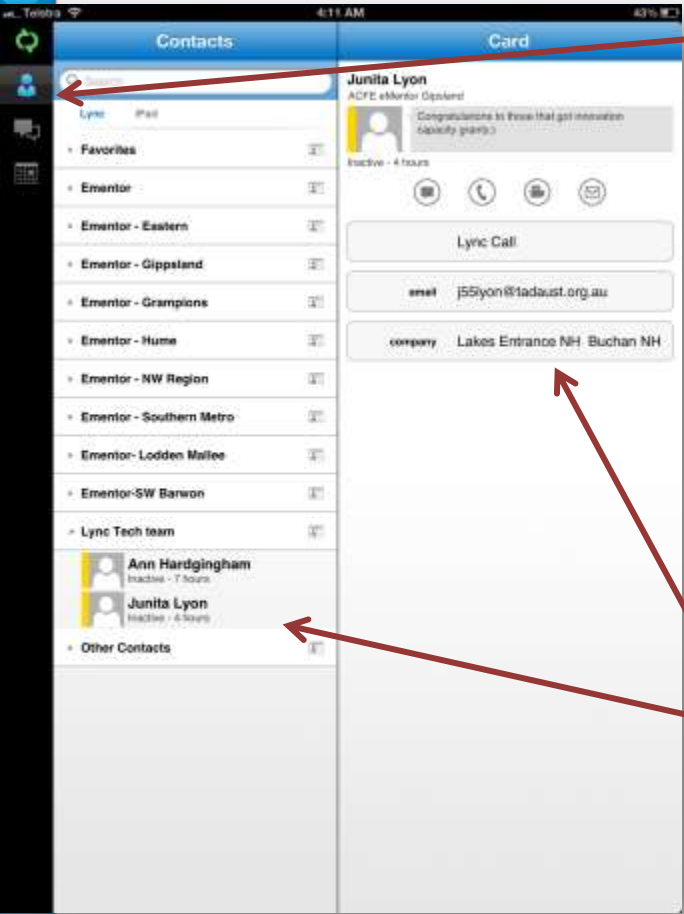 Telstra
4:11 AM
43%
Contacts
Card
Search
Lync iPad
Favorites
Ementor
Ementor - Eastern
Ementor - Gippsland
Ementor - Grampions
Ementor - Hume
Ementor - NW Region
Ementor - Southern Metro
Ementor- Lodden Mallee
Ementor-SW Barwon
Lync Tech team
Ann Hardgingham
Inactive - 7 hours
Junita Lyon
Inactive - 4 hours
Other Contacts
Junita Lyon
ACFE eMentor Gipsland
Congratulations to those that got innovation
capacity grants:)
Inactive - 4 hours
Lync Call
email j55lyon@tadaust.org.au
company Lakes Entrance NH Buchan NH